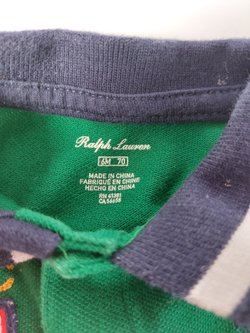 Ralph Lauren
6M 70
MADE IN CHINA
FABRIQUÉ EN CHINE
HECHO EN CHINA
RN 41381
CA 56658